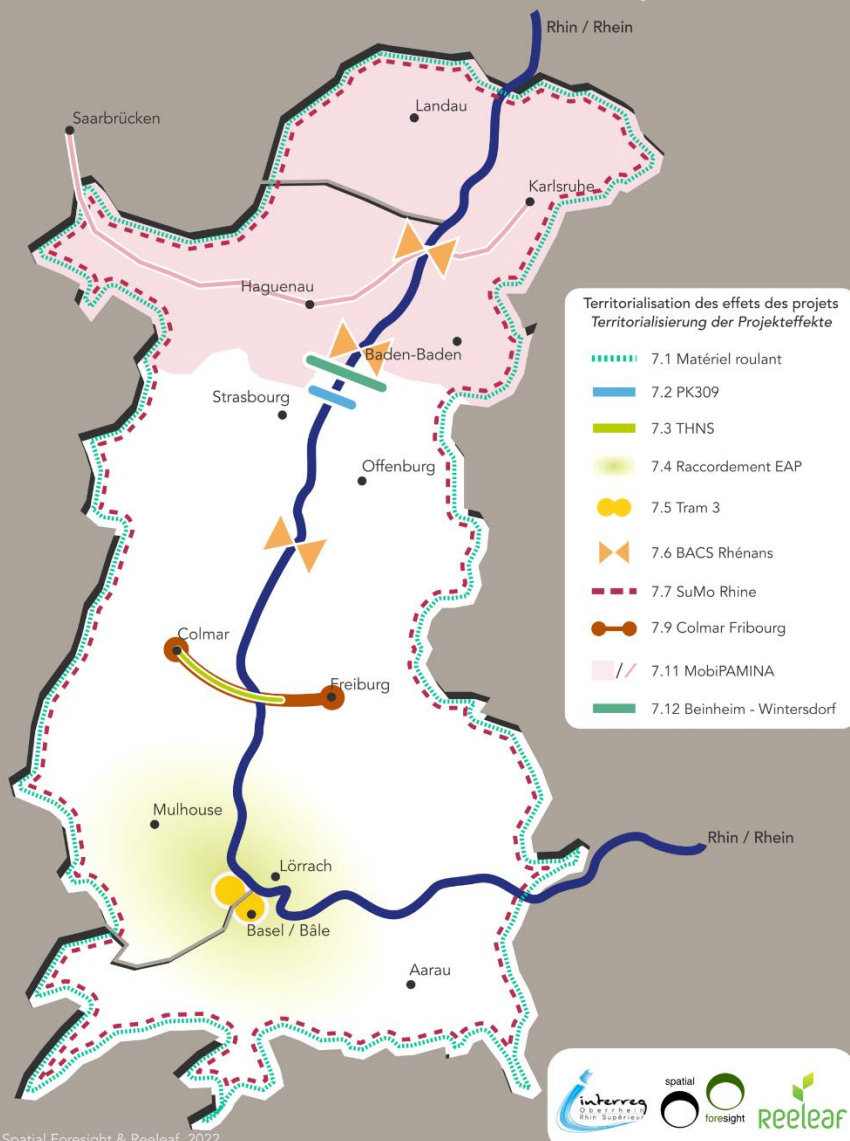 Rhin / Rhein
Landau
Saarbrücken
Karlsruhe
Haguenau
Baden-Baden
Strasbourg
Offenburg
Colmar
Freiburg
Mulhouse
Lörrach
Basel / Bâle
Aarau
Rhin / Rhein
Territorialisation des effets des projets
Territorialisierung der Projekteffekte
7.1 Matériel roulant
7.2 PK309
7.3 THNS
7.4 Raccordement EAP
7.5 Tram 3
7.6 BACS Rhénans
7.7 SuMo Rhine
7.9 Colmar Fribourg
/ 7.11 MobiPAMINA
7.12 Beinheim - Wintersdorf
interreg
Oberrhein
Rhin Supérieur
spatial
foresight
REELEAF
Spatial Foresight & Reeleaf, 2022